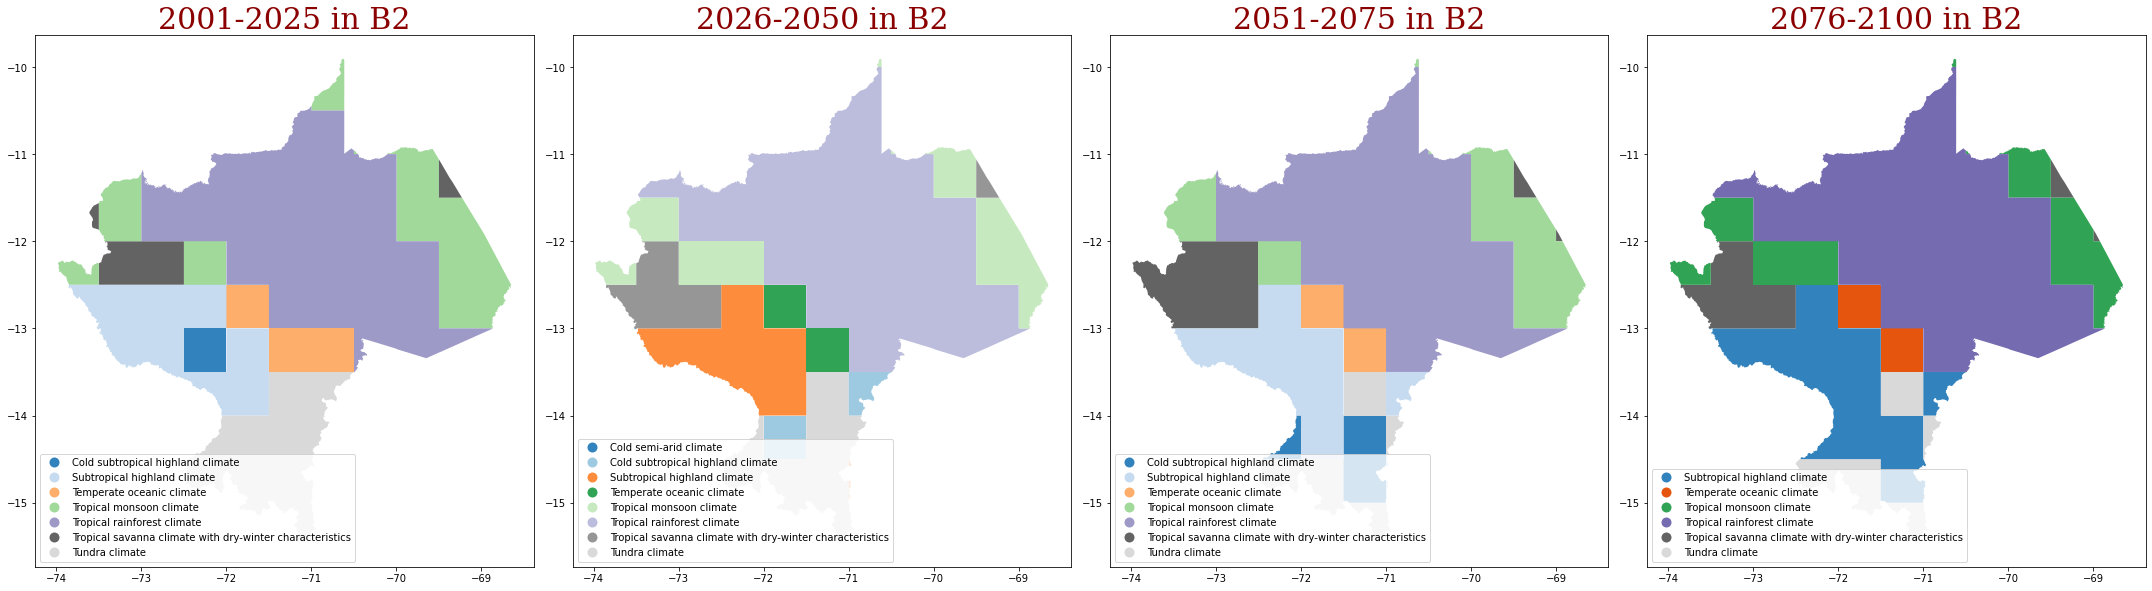 2001-2025 in B2
−10
−11
−12
−13
−14
−15
−74
−73
−72
−71
−70
−69
Cold subtropical highland climate
Subtropical highland climate
Temperate oceanic climate
Tropical monsoon climate
Tropical rainforest climate
Tropical savanna climate with dry-winter characteristics
Tundra climate
2026-2050 in B2
−10
−11
−12
−13
−14
−15
−74
−73
−72
−71
−70
−69
Cold semi-arid climate
Cold subtropical highland climate
Subtropical highland climate
Temperate oceanic climate
Tropical monsoon climate
Tropical rainforest climate
Tropical savanna climate with dry-winter characteristics
Tundra climate
2051-2075 in B2
−10
−11
−12
−13
−14
−15
−74
−73
−72
−71
−70
−69
Cold subtropical highland climate
Subtropical highland climate
Temperate oceanic climate
Tropical monsoon climate
Tropical rainforest climate
Tropical savanna climate with dry-winter characteristics
Tundra climate
2076-2100 in B2
−10
−11
−12
−13
−14
−15
−74
−73
−72
−71
−70
−69
Subtropical highland climate
Temperate oceanic climate
Tropical monsoon climate
Tropical rainforest climate
Tropical savanna climate with dry-winter characteristics
Tundra climate